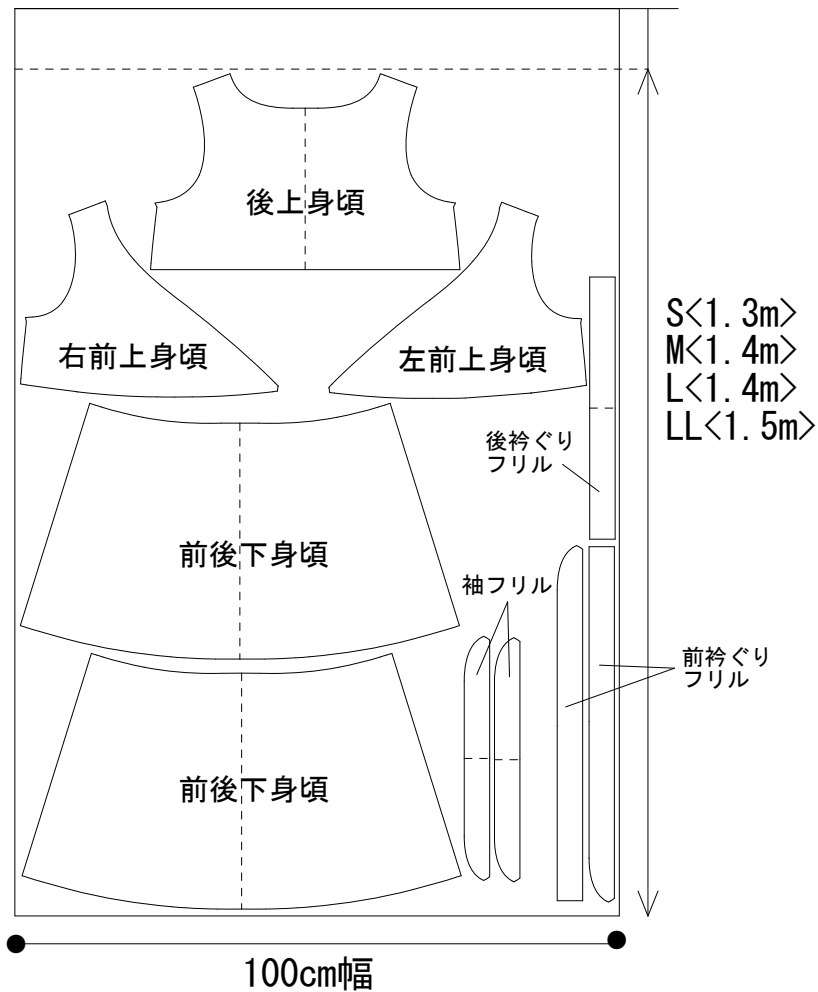 後上身頃
右前上身頃
左前上身頃
S<1.3m>
M<1.4m>
L<1.4m>
LL<1.5m>
後衿ぐり
フリル
前後下身頃
袖フリル
前衿ぐり
フリル
前後下身頃
100cm幅